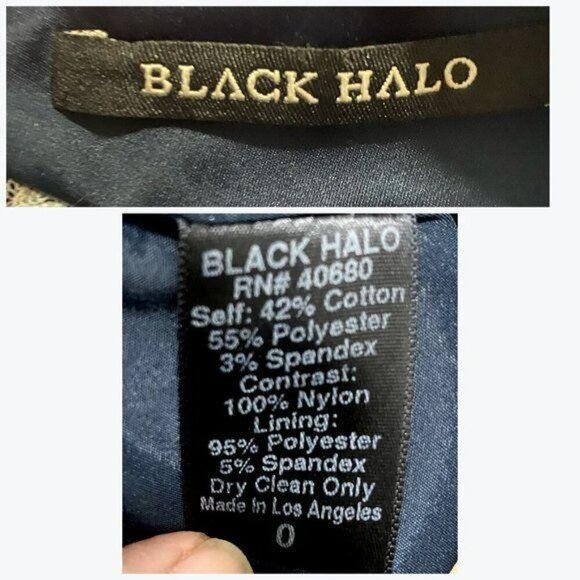 BLACK HALO
BLACK HALO
RN# 40680
Self: 42% Cotton
55% Polyester
3% Spandex
Contrast:
100% Nylon
Lining:
95% Polyester
5% Spandex
Dry Clean Only
Made in Los Angeles
0